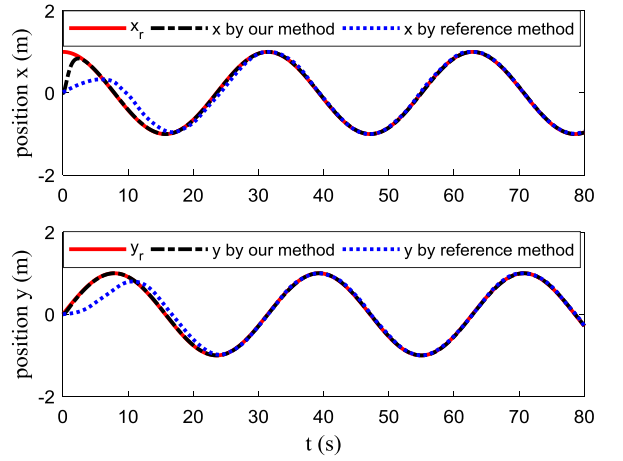 2
x_r x by our method x by reference method
position x (m)
0
-2
0 10 20 30 40 50 60 70 80
2
y_r y by our method y by reference method
position y (m)
0
-2
0 10 20 30 40 50 60 70 80
t (s)